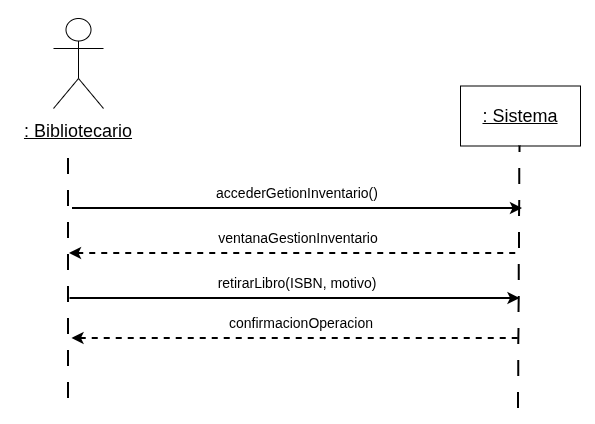 : Bibliotecario
: Sistema
accederGetionInventario()
ventanaGestionInventario
retirarLibro(ISBN, motivo)
confirmacionOperacion